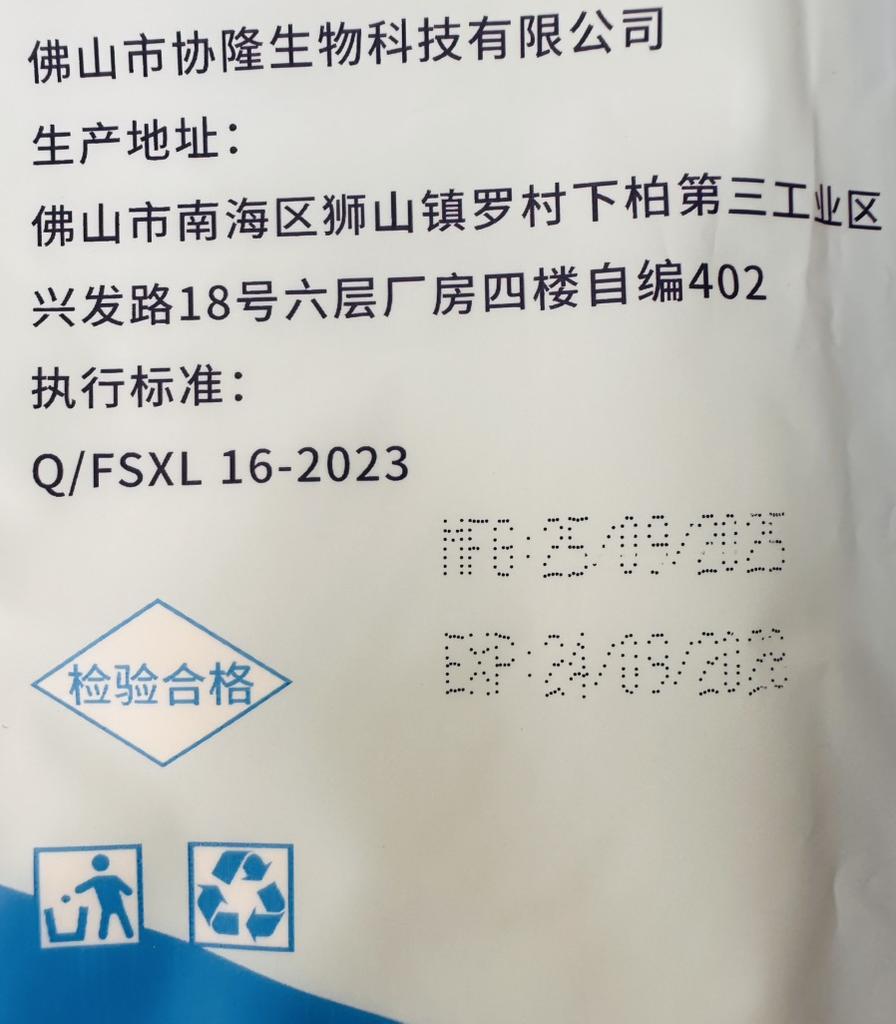 佛山市协隆生物科技有限公司
生产地址：
佛山市南海区狮山镇罗村下柏第三工业区
兴发路18号六层厂房四楼自编402
执行标准：
Q/FSXL 16-2023
MFG:25/09/2025
EXP:24/09/2028
检验合格